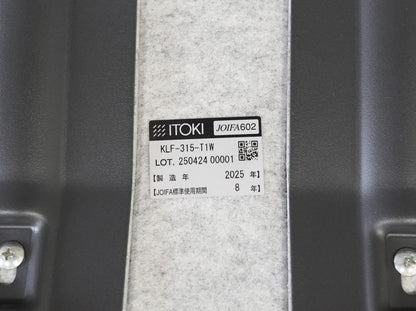 ITOKI JOIFA602
KLF-315-T1W
LOT. 250424 00001
【製 造 年 2025 年】
【JOIFA標準使用期間 8 年】